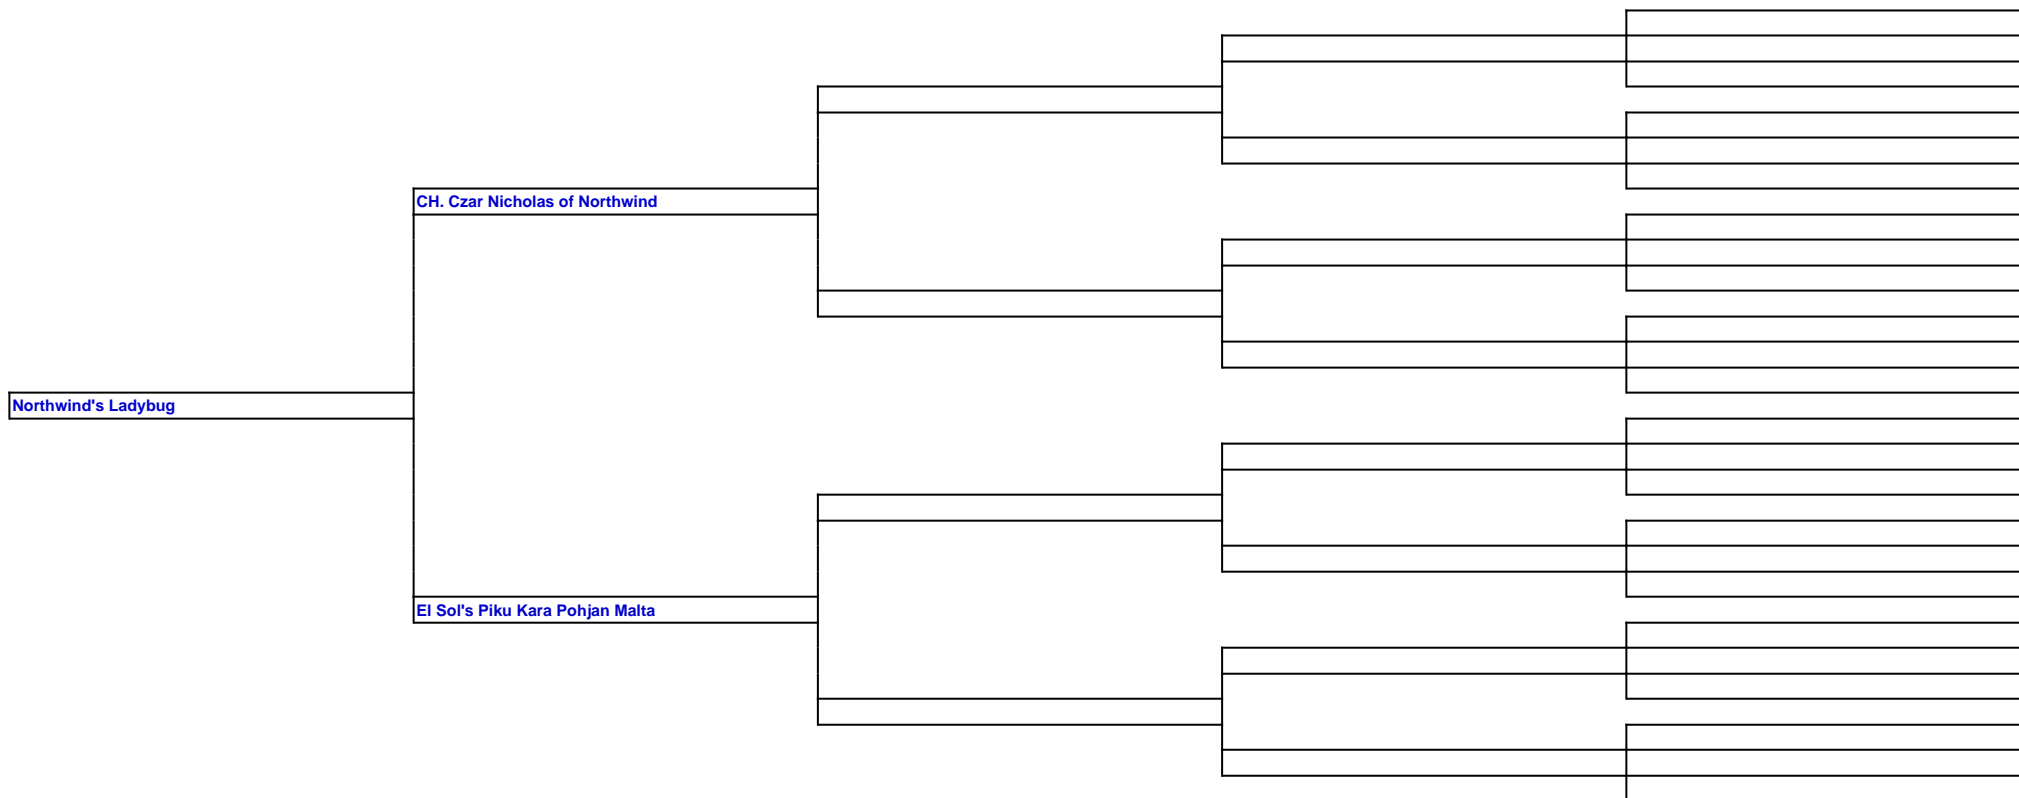 CH. Czar Nicholas of Northwind
Northwind's Ladybug
El Sol's Piku Kara Pohjan Malta